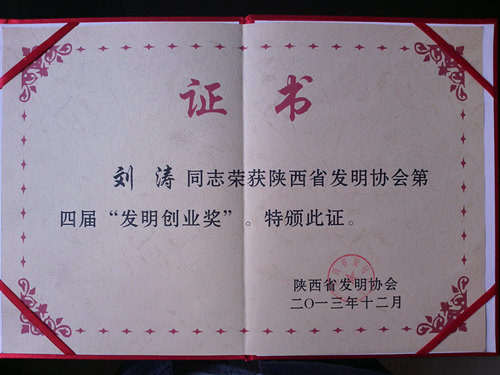 证书
刘涛 同志荣获陕西省发明协会第
四届“发明创业奖”。特颁此证。
陕西省发明协会
二〇一三年十二月